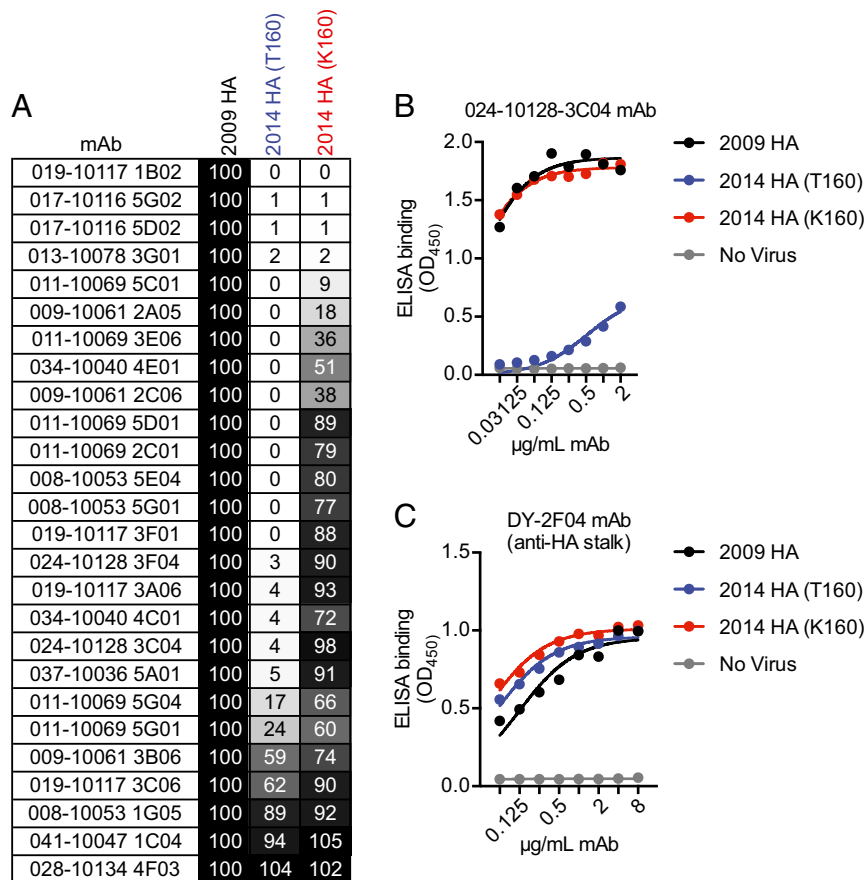 A
mAb
2009 HA
2014 HA (T160)
2014 HA (K160)
019-10117 1B02 100 0 0
017-10116 5G02 100 1 1
017-10116 5D02 100 1 1
013-10078 3G01 100 2 2
011-10069 5C01 100 0 9
009-10061 2A05 100 0 18
011-10069 3E06 100 0 36
034-10040 4E01 100 0 51
009-10061 2C06 100 0 38
011-10069 5D01 100 0 89
011-10069 2C01 100 0 79
008-10053 5E04 100 0 80
008-10053 5G01 100 0 77
019-10117 3F01 100 0 88
024-10128 3F04 100 3 90
019-10117 3A06 100 4 93
034-10040 4C01 100 4 72
024-10128 3C04 100 4 98
037-10036 5A01 100 5 91
011-10069 5G04 100 17 66
011-10069 5G01 100 24 60
009-10061 3B06 100 59 74
019-10117 3C06 100 62 90
008-10053 1G05 100 89 92
041-10047 1C04 100 94 105
028-10134 4F03 100 104 102
B
024-10128-3C04 mAb
ELISA binding
(OD450)
2.0
1.5
1.0
0.5
0.0
0.03125 0.125 0.5 2
µg/mL mAb
2009 HA
2014 HA (T160)
2014 HA (K160)
No Virus
C
DY-2F04 mAb
(anti-HA stalk)
ELISA binding
(OD450)
1.5
1.0
0.5
0.0
0.125 0.5 2 8
µg/mL mAb
2009 HA
2014 HA (T160)
2014 HA (K160)
No Virus